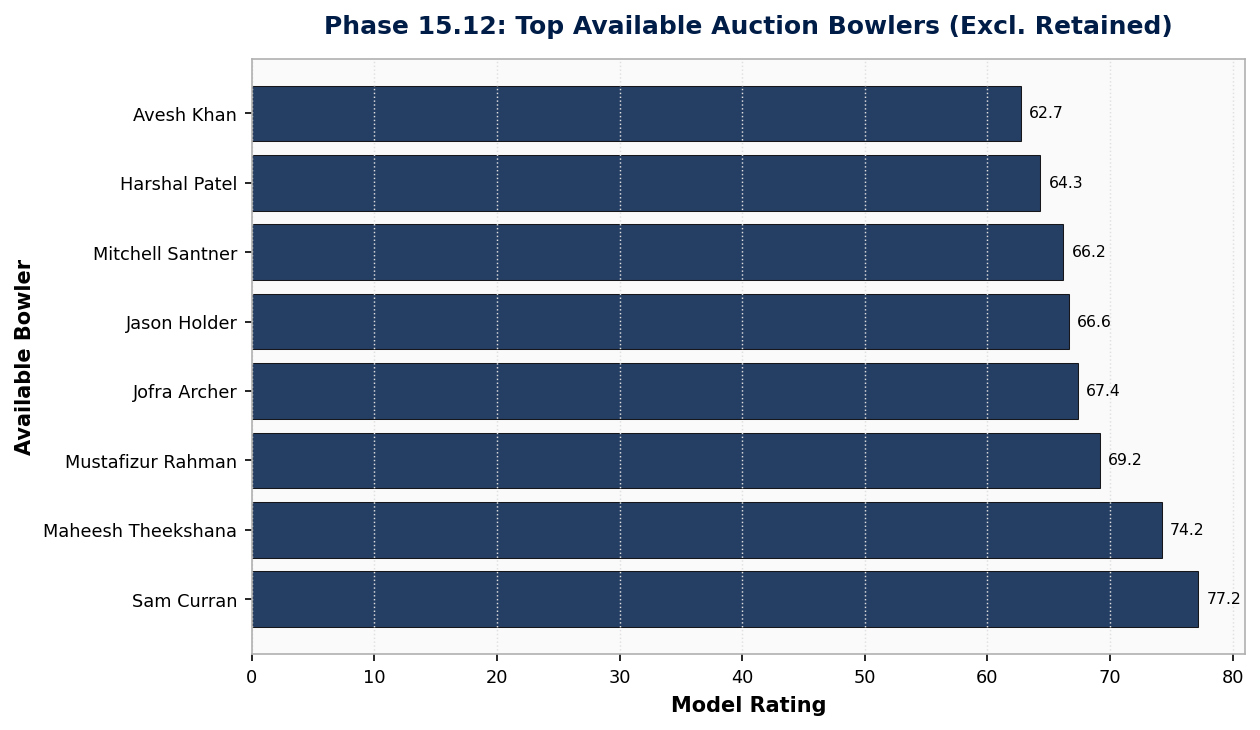 Phase 15.12: Top Available Auction Bowlers (Excl. Retained)
Available Bowler
Avesh Khan 62.7
Harshal Patel 64.3
Mitchell Santner 66.2
Jason Holder 66.6
Jofra Archer 67.4
Mustafizur Rahman 69.2
Maheesh Theekshana 74.2
Sam Curran 77.2
0 10 20 30 40 50 60 70 80
Model Rating